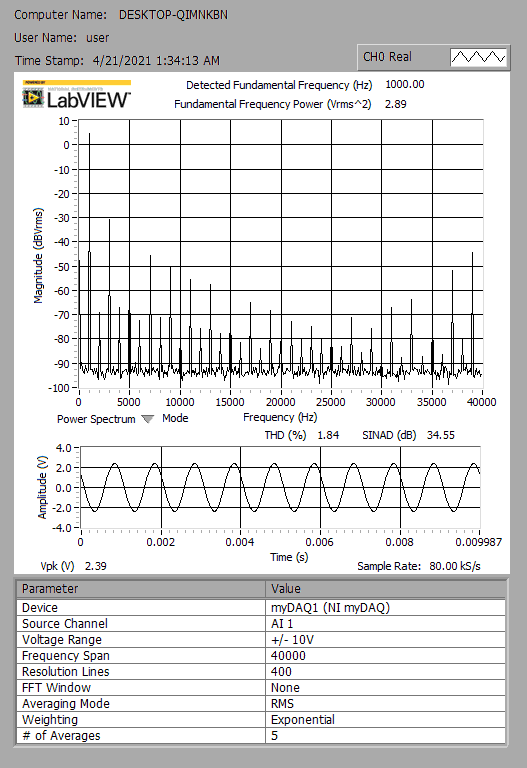 Computer Name: DESKTOP-QIMNKBN
User Name: user
Time Stamp: 4/21/2021 1:34:13 AM
CH0 Real
POWERED BY
NATIONAL INSTRUMENTS
LabVIEW™
Detected Fundamental Frequency (Hz) 1000.00
Fundamental Frequency Power (Vrms^2) 2.89
10
0
-10
-20
-30
-40
-50
-60
-70
-80
-90
-100
Magnitude (dBVrms)
0 5000 10000 15000 20000 25000 30000 35000 40000
Power Spectrum Mode Frequency (Hz)
THD (%) 1.84 SINAD (dB) 34.55
4.0
2.0
0.0
-2.0
-4.0
Amplitude (V)
0 0.002 0.004 0.006 0.008 0.009987
Time (s)
Vpk (V) 2.39 Sample Rate: 80.00 kS/s
Parameter Value
Device myDAQ1 (NI myDAQ)
Source Channel AI 1
Voltage Range +/- 10V
Frequency Span 40000
Resolution Lines 400
FFT Window None
Averaging Mode RMS
Weighting Exponential
# of Averages 5